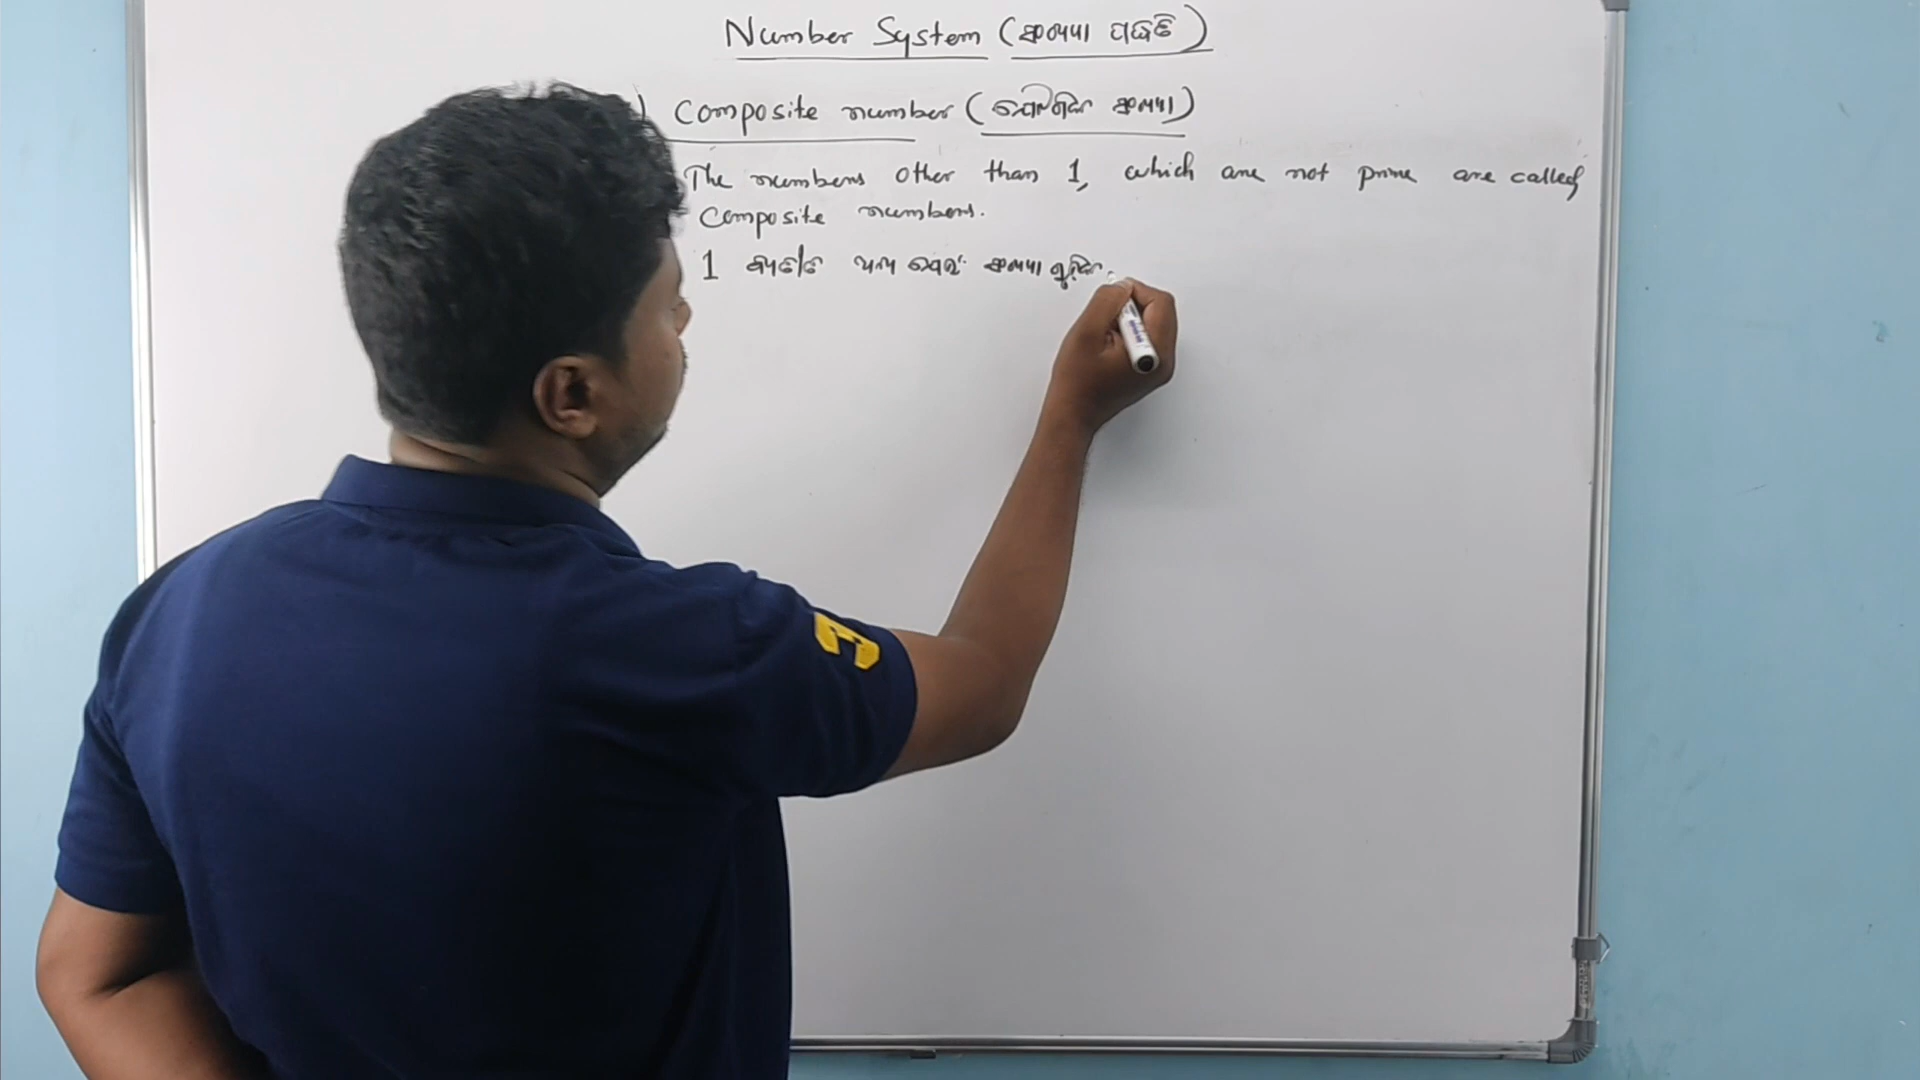 Number System (ସଂଖ୍ୟା ପଦ୍ଧତି)
) Composite number (ଯୌଗିକ ସଂଖ୍ୟା)
The numbers other than 1, which are not prime are called
Composite numbers.
1 ବ୍ୟତୀତ ଅନ୍ୟ ଯେଉଁ ସଂଖ୍ୟା ଗୁଡ଼ିକ
3